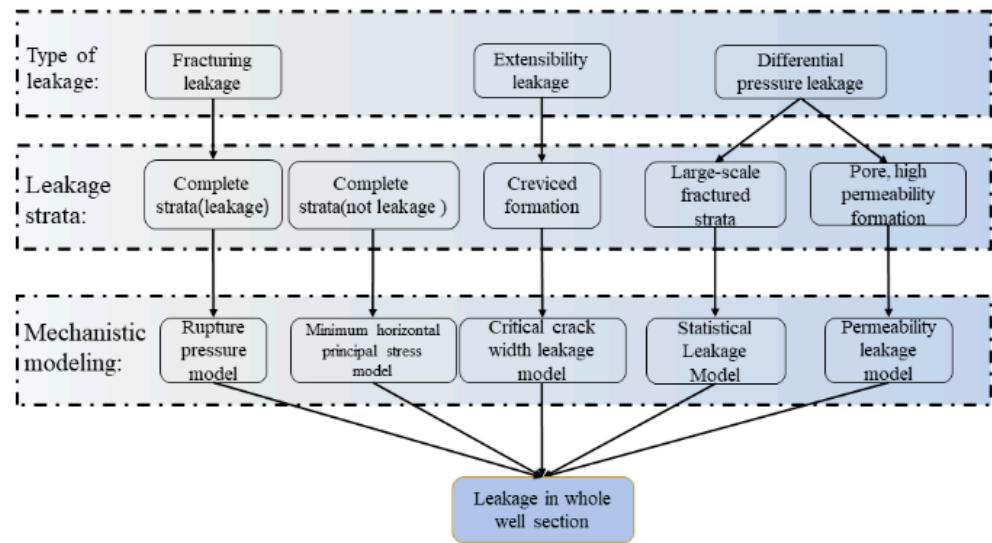 Type of
leakage:
Fracturing
leakage
Extensibility
leakage
Differential
pressure leakage
Leakage
strata:
Complete
strata(leakage)
Complete
strata(not leakage )
Creviced
formation
Large-scale
fractured
strata
Pore, high
permeability
formation
Mechanistic
modeling:
Rupture
pressure
model
Minimum horizontal
principal stress
model
Critical crack
width leakage
model
Statistical
Leakage
Model
Permeability
leakage model
Leakage in whole
well section